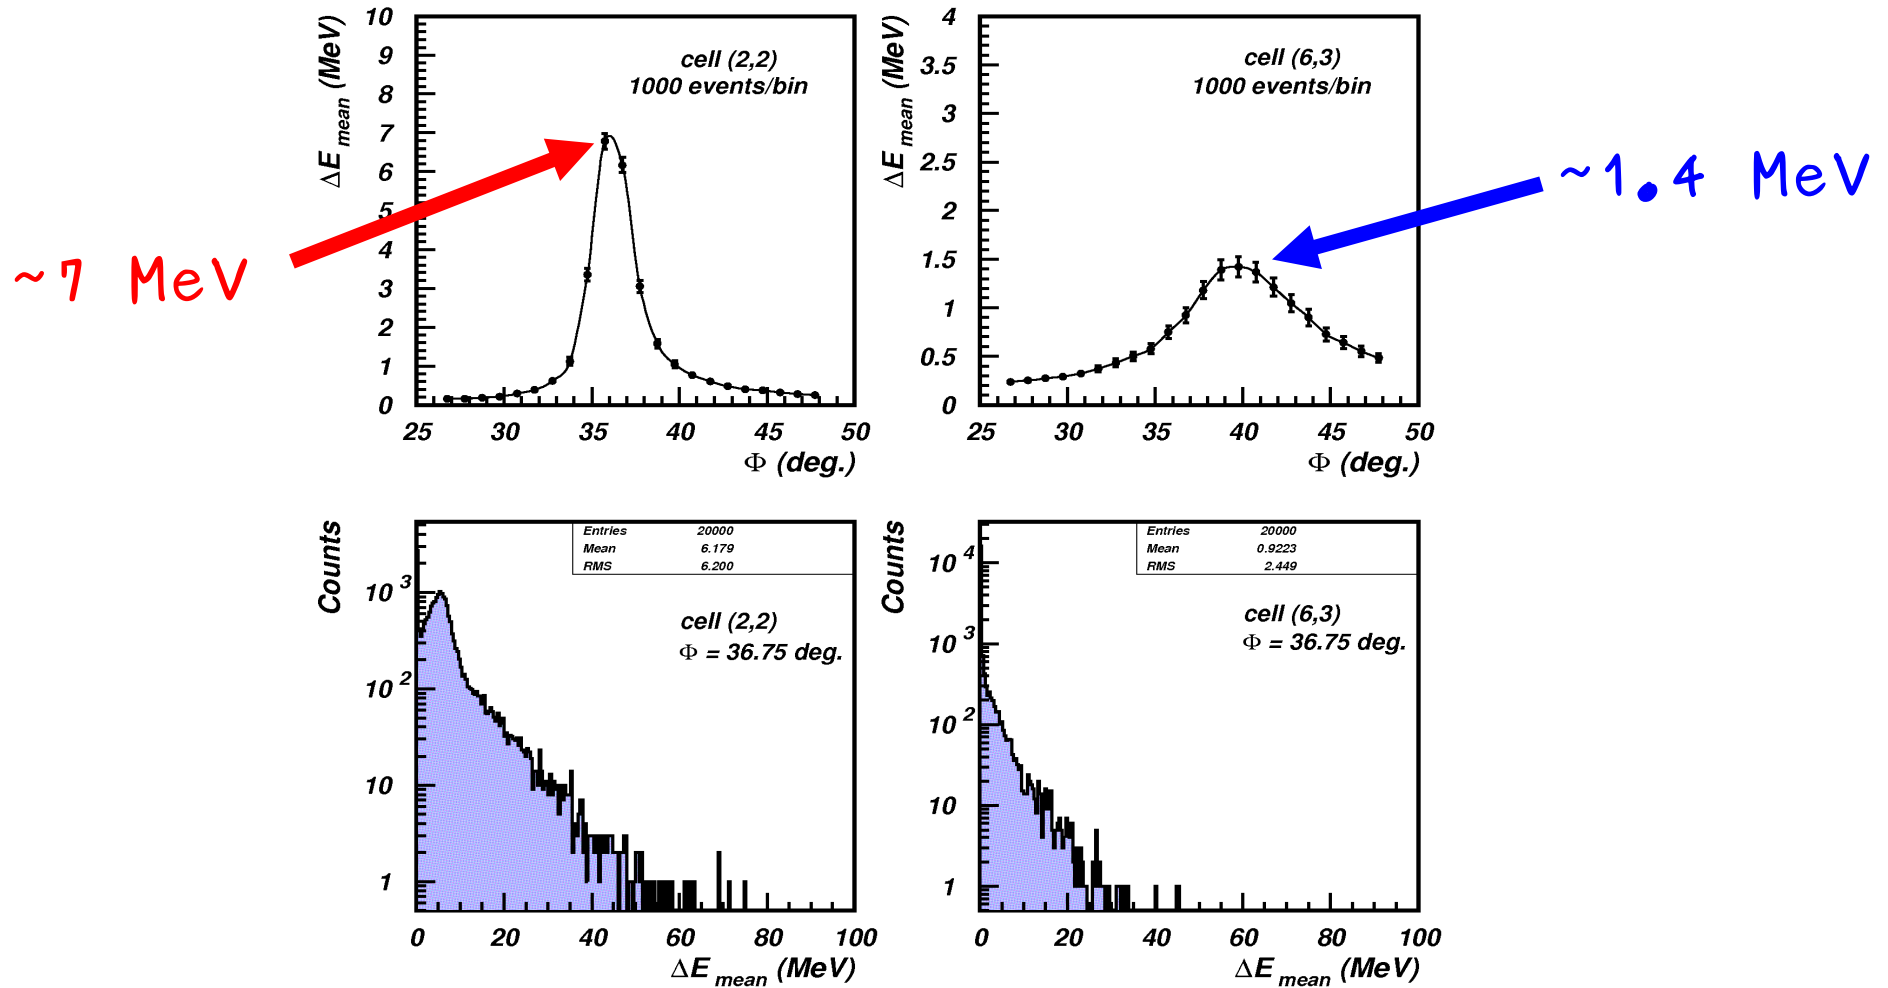 10
9
8
7
6
5
4
3
2
1
0
ΔE mean (MeV)
cell (2,2)
1000 events/bin
25 30 35 40 45 50
Φ (deg.)
~7 MeV
4
3.5
3
2.5
2
1.5
1
0.5
0
ΔE mean (MeV)
cell (6,3)
1000 events/bin
25 30 35 40 45 50
Φ (deg.)
~1.4 MeV
Counts
10 3
10 2
10
1
Entries 20000
Mean 6.179
RMS 6.200
cell (2,2)
Φ = 36.75 deg.
0 20 40 60 80 100
ΔE mean (MeV)
Counts
10 4
10 3
10 2
10
1
Entries 20000
Mean 0.9223
RMS 2.449
cell (6,3)
Φ = 36.75 deg.
0 20 40 60 80 100
ΔE mean (MeV)